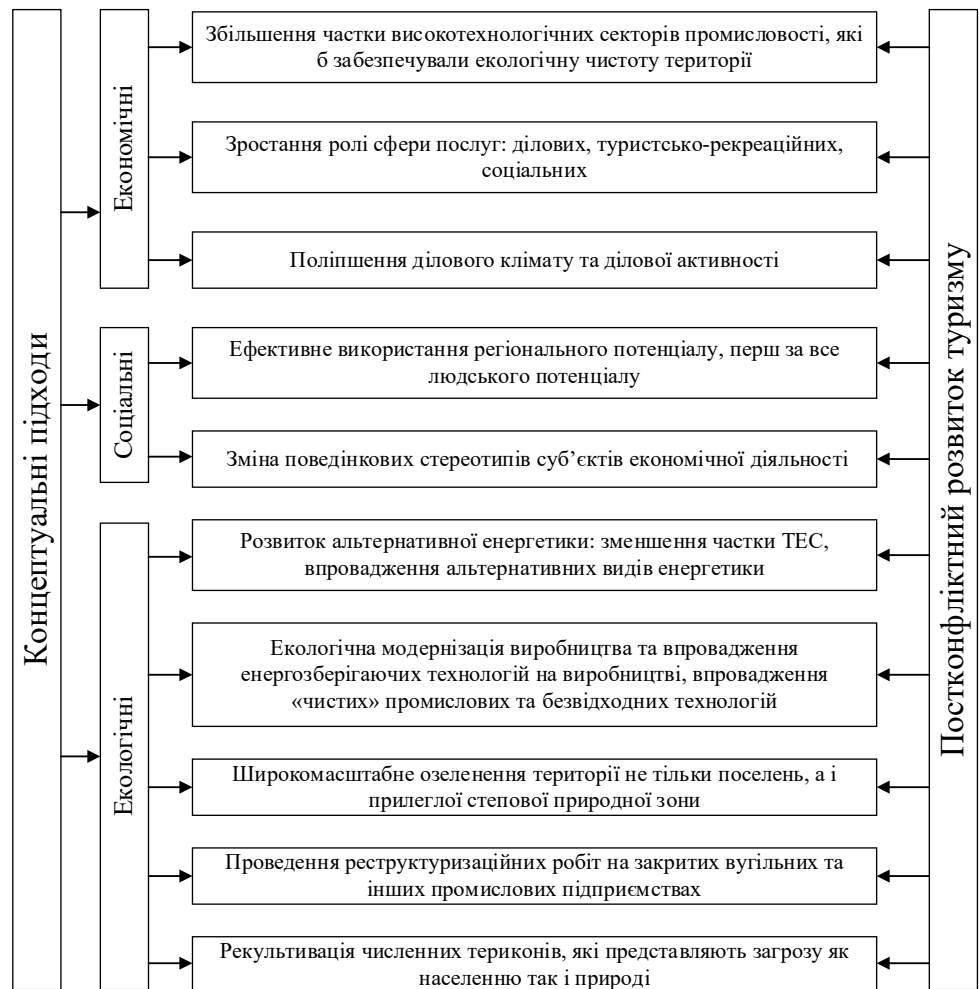 Концептуальні підходи
Економічні
Збільшення частки високотехнологічних секторів промисловості, які
б забезпечували екологічну чистоту території
Зростання ролі сфери послуг: ділових, туристсько-рекреаційних,
соціальних
Поліпшення ділового клімату та ділової активності
Соціальні
Ефективне використання регіонального потенціалу, перш за все
людського потенціалу
Зміна поведінкових стереотипів суб’єктів економічної діяльності
Екологічні
Розвиток альтернативної енергетики: зменшення частки ТЕС,
впровадження альтернативних видів енергетики
Екологічна модернізація виробництва та впровадження
енергозберігаючих технологій на виробництві, впровадження
«чистих» промислових та безвідходних технологій
Широкомасштабне озеленення території не тільки поселень, а і
прилеглої степової природної зони
Проведення реструктуризаційних робіт на закритих вугільних та
інших промислових підприємствах
Рекультивація численних териконів, які представляють загрозу як
населенню так і природі
Постконфліктний розвиток туризму